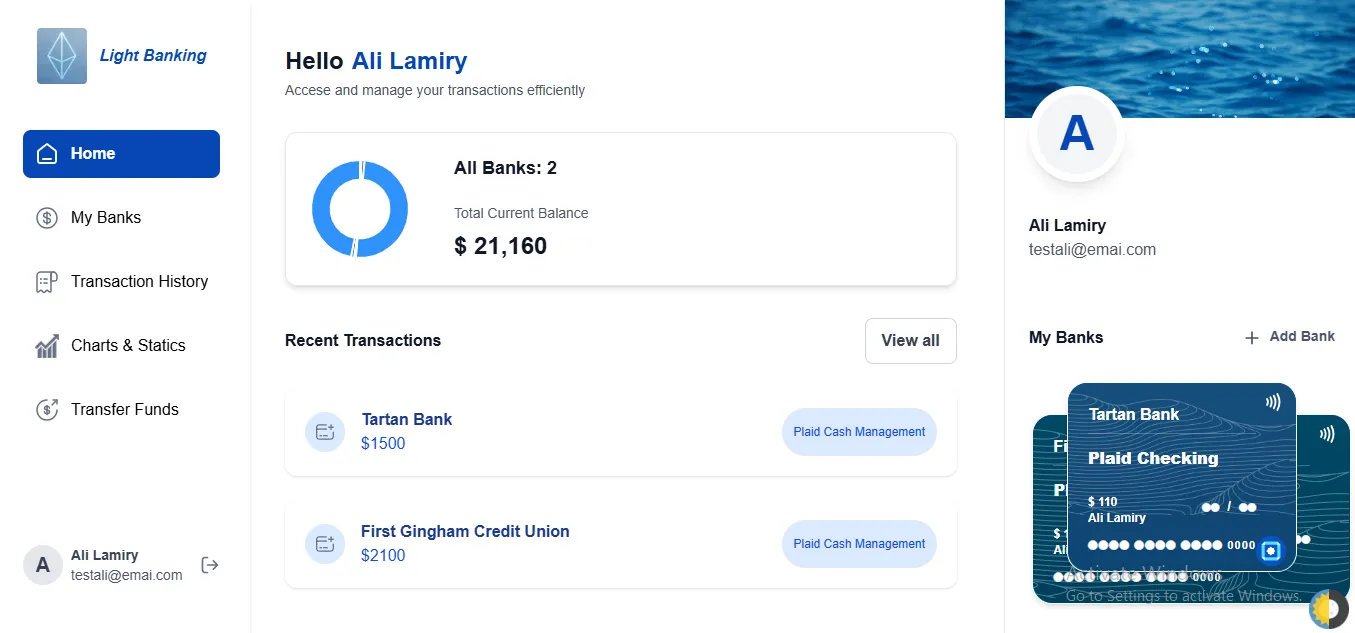 Light Banking
Home
My Banks
Transaction History
Charts & Statics
Transfer Funds
A
Ali Lamiry
testali@emai.com
Hello Ali Lamiry
Accese and manage your transactions efficiently
All Banks: 2
Total Current Balance
$ 21,160
Recent Transactions
View all
Tartan Bank
$1500
Plaid Cash Management
First Gingham Credit Union
$2100
Plaid Cash Management
A
Ali Lamiry
testali@emai.com
My Banks
Add Bank
Tartan Bank
Plaid Checking
$ 110
Ali Lamiry
●● / ●●
●●●● ●●●● ●●●● 0000
0000
Activate Windows
Go to Settings to activate Windows.